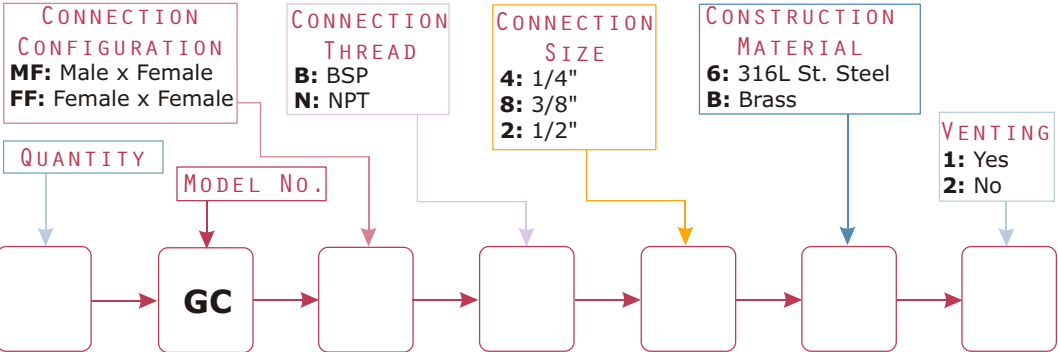 CONNECTION
CONFIGURATION
MF: Male x Female
FF: Female x Female
CONNECTION
THREAD
B: BSP
N: NPT
CONNECTION
SIZE
4: 1/4"
8: 3/8"
2: 1/2"
CONSTRUCTION
MATERIAL
6: 316L St. Steel
B: Brass
VENTING
1: Yes
2: No
QUANTITY
MODEL NO.
GC